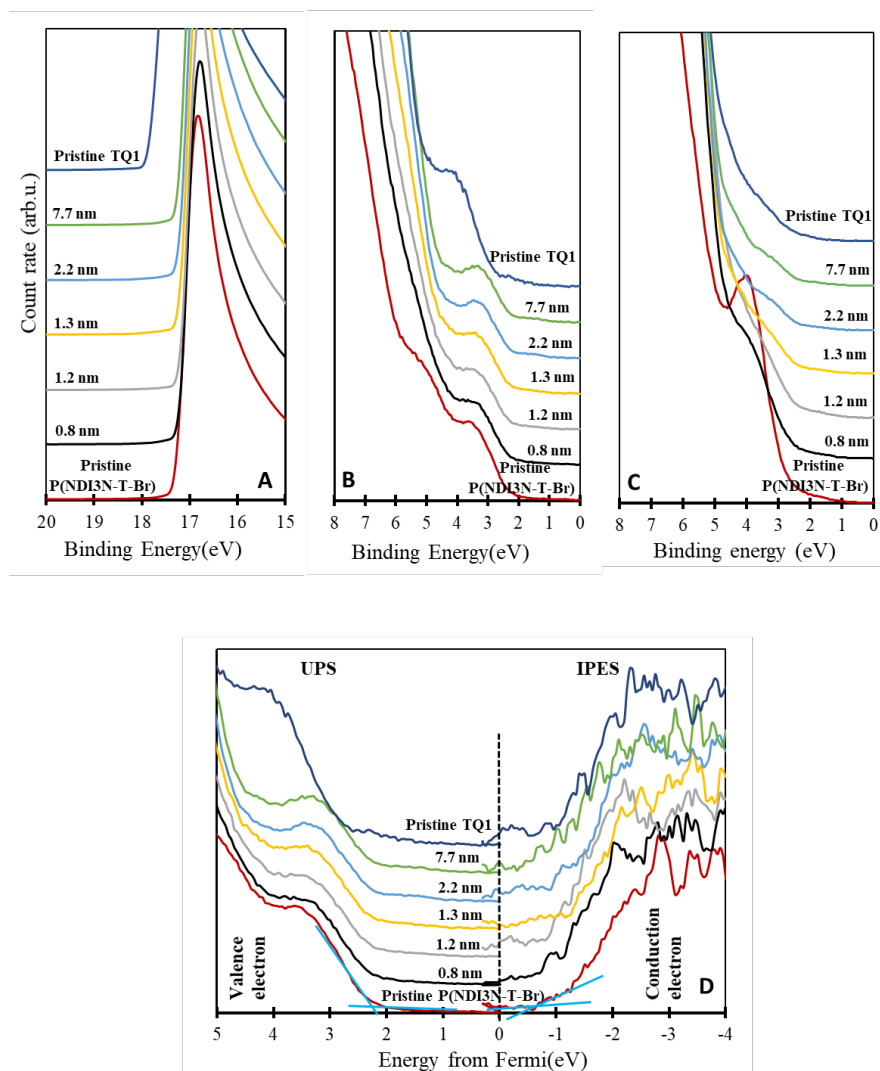 Count rate (arb.u.)
Pristine TQ1
7.7 nm
2.2 nm
1.3 nm
1.2 nm
0.8 nm
Pristine
P(NDI3N-T-Br)
A
20 19 18 17 16 15
Binding Energy(eV)
Pristine TQ1
7.7 nm
2.2 nm
1.3 nm
1.2 nm
0.8 nm
Pristine
P(NDI3N-T-Br)
B
8 7 6 5 4 3 2 1 0
Binding Energy(eV)
Pristine TQ1
7.7 nm
2.2 nm
1.3 nm
1.2 nm
0.8 nm
Pristine
P(NDI3N-T-Br)
C
8 7 6 5 4 3 2 1 0
Binding energy (eV)
UPS IPES
Pristine TQ1
7.7 nm
2.2 nm
1.3 nm
1.2 nm
0.8 nm
Pristine P(NDI3N-T-Br)
Valence
electron
Conduction
electron
D
5 4 3 2 1 0 -1 -2 -3 -4
Energy from Fermi(eV)